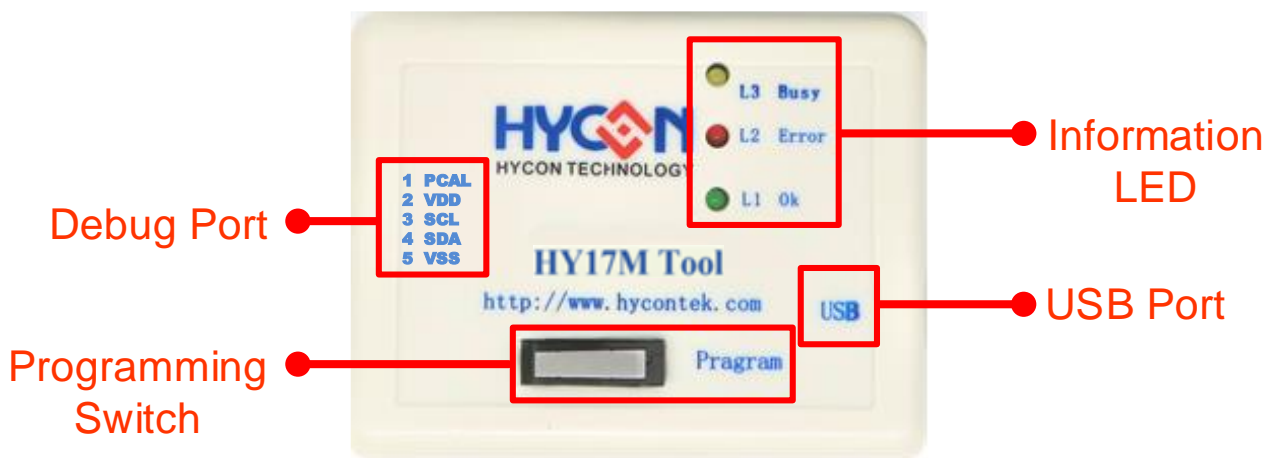 L3 Busy
HYCON
L2 Error
Information
LED
HYCON TECHNOLOGY
1 PCAL
2 VDD
3 SCL
4 SDA
5 VSS
L1 Ok
Debug Port
HY17M Tool
http://www.hycontek.com
USB
USB Port
Programming
Switch
Pragram